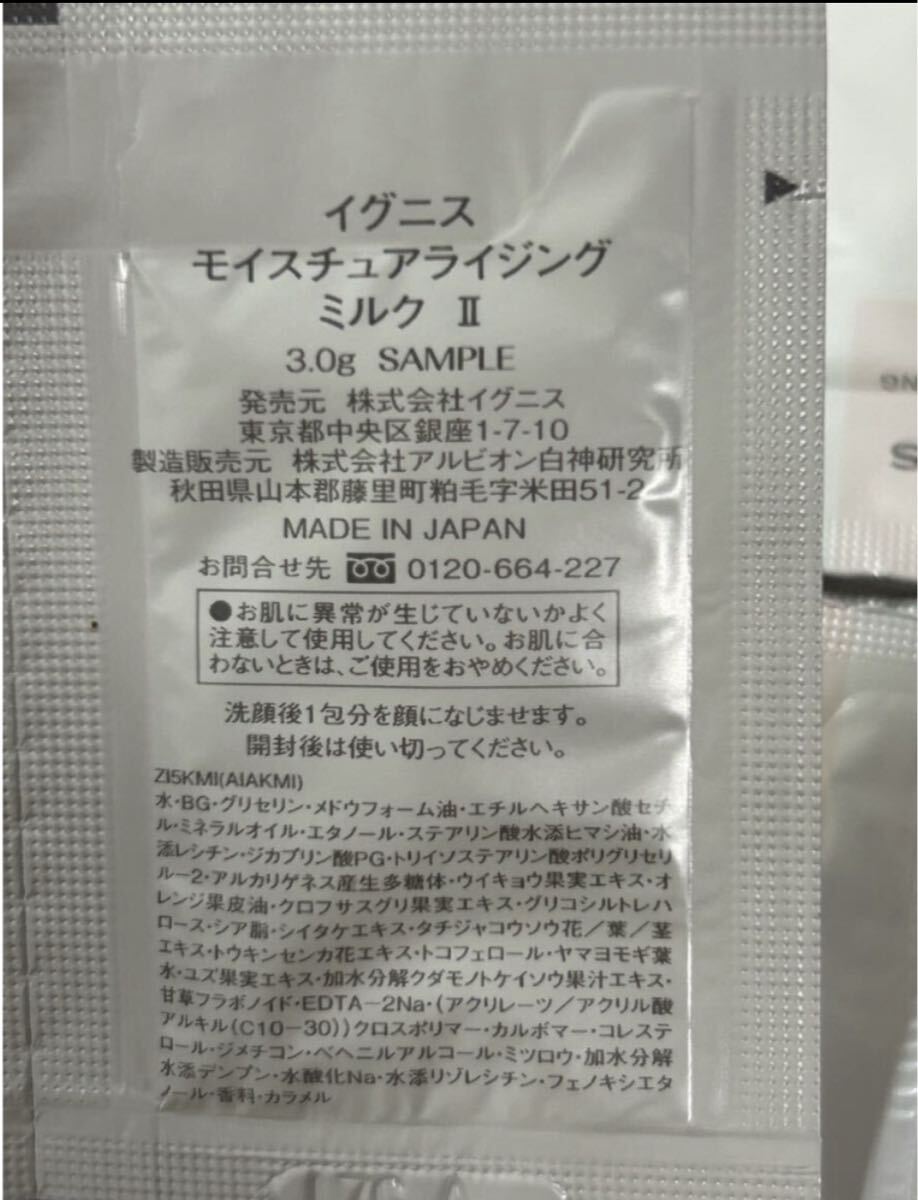 イグニス
モイスチュアライジング
ミルク Ⅱ
3.0g SAMPLE
発売元 株式会社イグニス
東京都中央区銀座1-7-10
製造販売元 株式会社アルビオン白神研究所
秋田県山本郡藤里町粕毛字米田51-2
MADE IN JAPAN
お問合せ先 0120-664-227
●お肌に異常が生じていないかよく
注意して使用してください。お肌に合
わないときは、ご使用をおやめください。
洗顔後1包分を顔になじませます。
開封後は使い切ってください。
ZI5KMI(AIAKMI)
水・BG・グリセリン・メドウフォーム油・エチルヘキサン酸セチ
ル・ミネラルオイル・エタノール・ステアリン酸水添ヒマシ油・水
添レシチン・ジカプリン酸PG・トリイソステアリン酸ポリグリセリ
ル－2・アルカリゲネス産生多糖体・ウイキョウ果実エキス・オ
レンジ果皮油・クロフサスグリ果実エキス・グリコシルトレハ
ロース・シア脂・シイタケエキス・タチジャコウソウ花／葉／茎
エキス・トウキンセンカ花エキス・トコフェロール・ヤマヨモギ葉
水・ユズ果実エキス・加水分解クダモノトケイソウ果汁エキス・
甘草フラボノイド・EDTA－2Na・(アクリレーツ／アクリル酸
アルキル(C10－30))クロスポリマー・カルボマー・コレステ
ロール・ジメチコン・ベヘニルアルコール・ミツロウ・加水分解
水添デンプン・水酸化Na・水添リゾレシチン・フェノキシエタ
ノール・香料・カラメル
NG
S